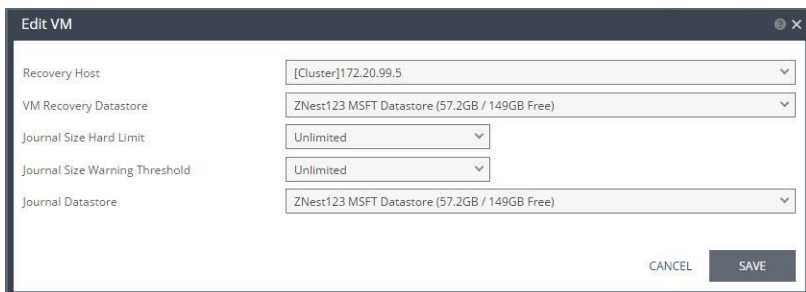 Edit VM
Recovery Host [Cluster]172.20.99.5
VM Recovery Datastore ZNest123 MSFT Datastore (57.2GB / 149GB Free)
Journal Size Hard Limit Unlimited
Journal Size Warning Threshold Unlimited
Journal Datastore ZNest123 MSFT Datastore (57.2GB / 149GB Free)
CANCEL SAVE